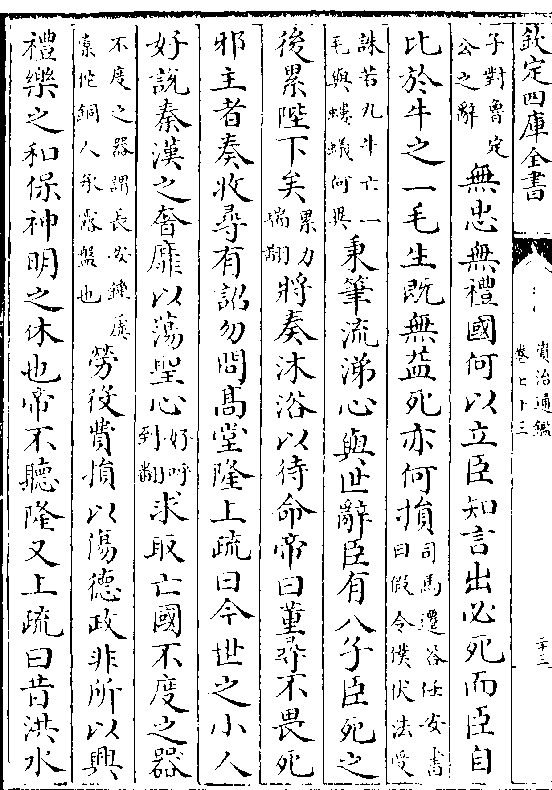 欽定四庫全書
資治通鑑
卷七十三
子對魯定
公之辭
無忠無禮國何以立臣知言出必死而臣自
比於牛之一毛生既無益死亦何損
司馬遷答任安書
曰假令僕伏法受
誅若九牛亡一
毛與螻蟻何異
秉筆流涕心與世辭臣有八子臣死之
後累陛下矣
累力
瑞翻
將奏沐浴以待命帝曰董尋不畏死
邪主者奏收尋有詔勿問髙堂隆上疏曰今世之小人
好說秦漢之奢靡以蕩聖心
好呼
到翻
求取亡國不度之器
不度之器謂長安鐘虡
橐佗銅人承露盤也
勞役費損以傷德政非所以興
禮樂之和保神明之休也帝不聽隆又上疏曰昔洪水